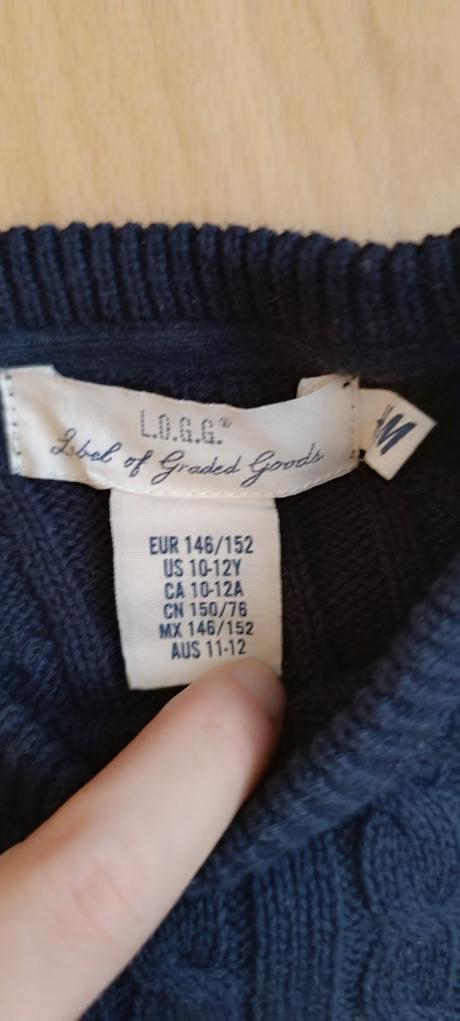 L.O.G.G.®
Label of Graded Goods
EUR 146/152
US 10-12Y
CA 10-12A
CN 150/76
MX 146/152
AUS 11-12